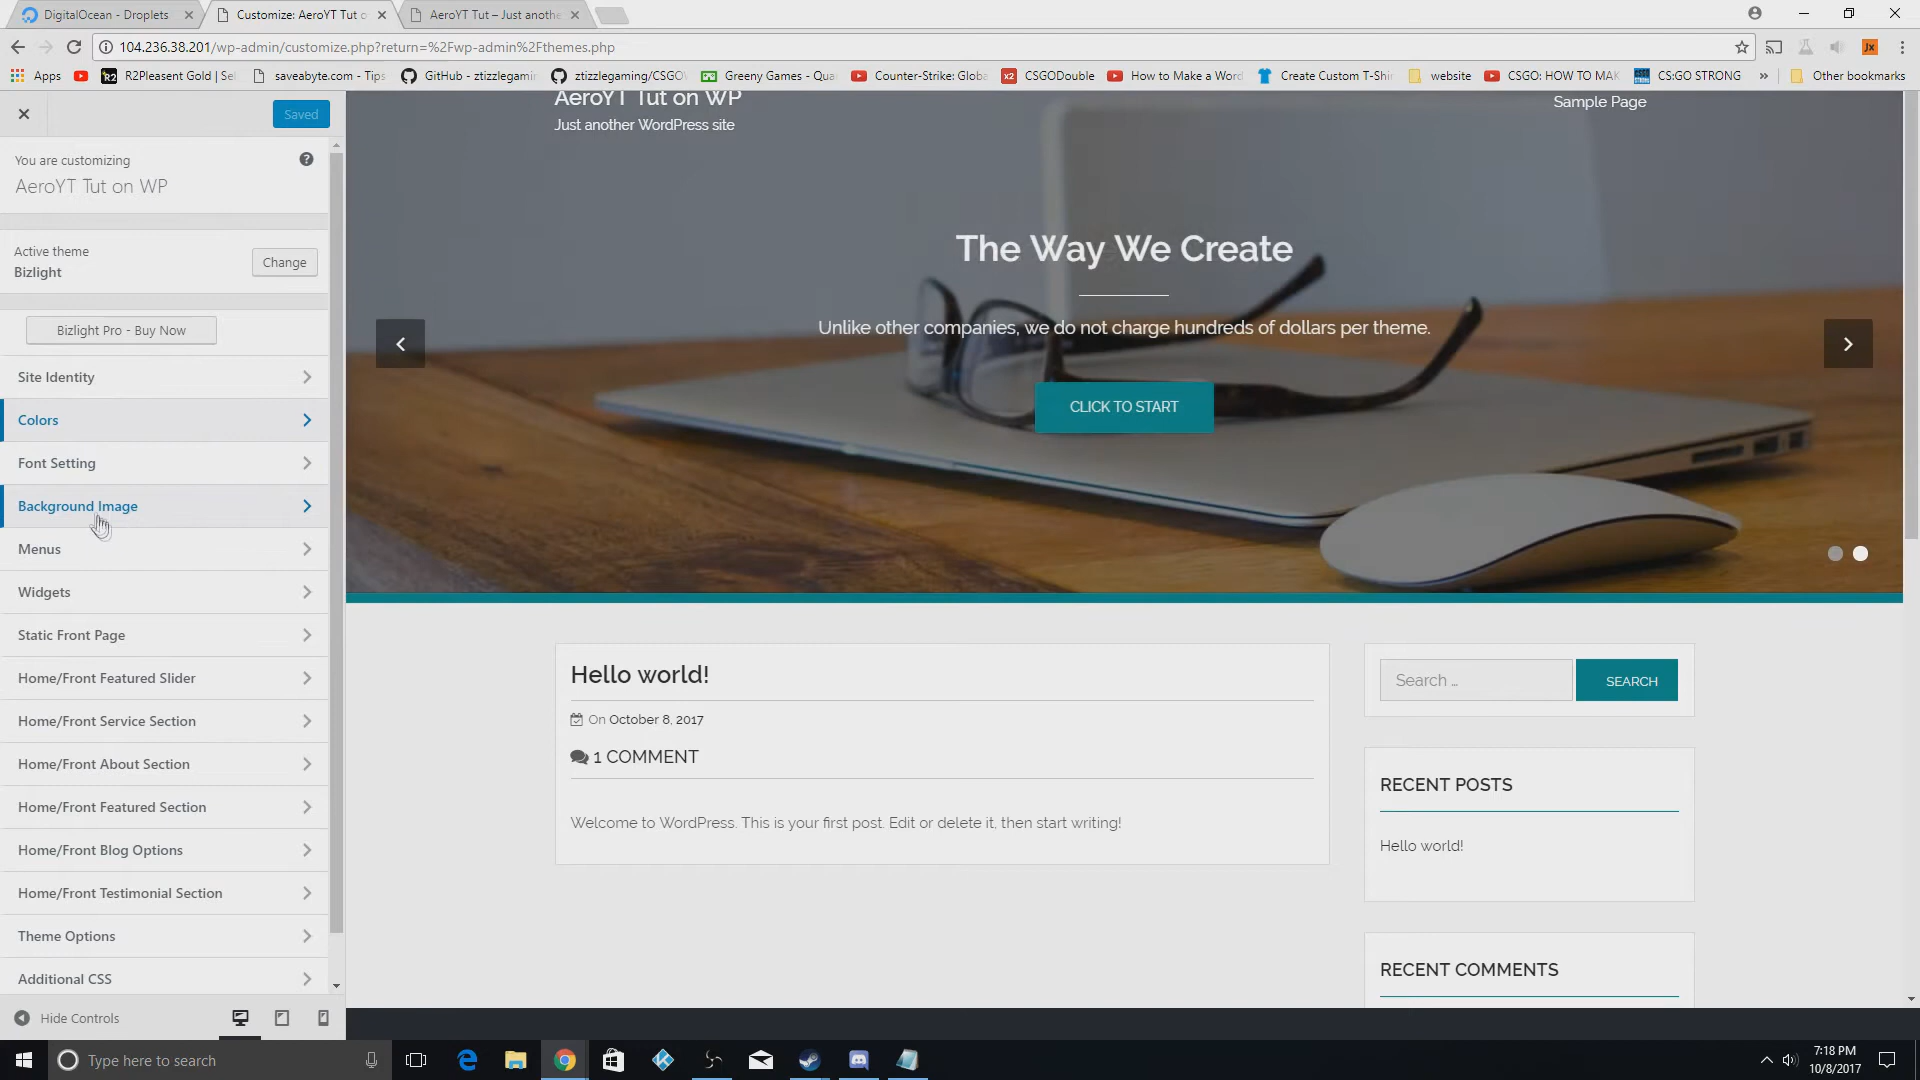 DigitalOcean - Droplets
Customize: AeroYT Tut o
AeroYT Tut – Just anothe
104.236.38.201/wp-admin/customize.php?return=%2Fwp-admin%2Fthemes.php
Apps
R2Pleasent Gold | Se
saveabyte.com - Tips
GitHub - ztizzlegami
ztizzlegaming/CSGO
Greeny Games - Qua
Counter-Strike: Globa
x2 CSGODouble
How to Make a Word
Create Custom T-Shi
website
CSGO: HOW TO MAK
CS:GO STRONG
»
Other bookmarks
Saved
You are customizing
AeroYT Tut on WP
Active theme
Bizlight
Change
Bizlight Pro - Buy Now
Site Identity
Colors
Font Setting
Background Image
Menus
Widgets
Static Front Page
Home/Front Featured Slider
Home/Front Service Section
Home/Front About Section
Home/Front Featured Section
Home/Front Blog Options
Home/Front Testimonial Section
Theme Options
Additional CSS
Hide Controls
AeroYT Tut on WP
Just another WordPress site
Sample Page
The Way We Create
Unlike other companies, we do not charge hundreds of dollars per theme.
CLICK TO START
Hello world!
On October 8, 2017
1 COMMENT
Welcome to WordPress. This is your first post. Edit or delete it, then start writing!
Search …
SEARCH
RECENT POSTS
Hello world!
RECENT COMMENTS
Type here to search
7:18 PM
10/8/2017